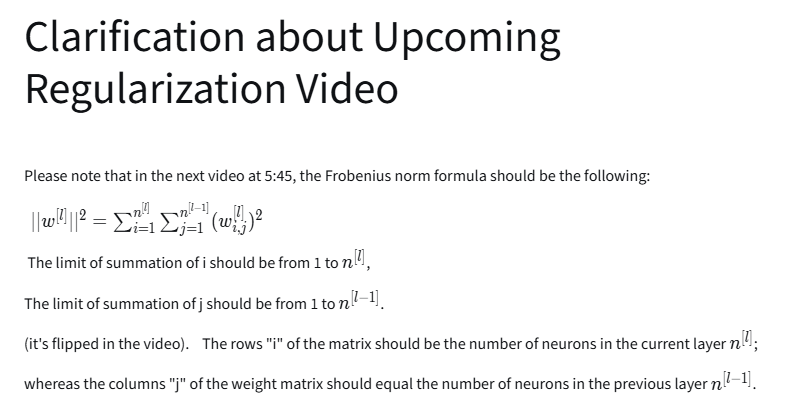 Clarification about Upcoming
Regularization Video
Please note that in the next video at 5:45, the Frobenius norm formula should be the following:
||w^{[l]}||^2 = \sum_{i=1}^{n^{[l]}} \sum_{j=1}^{n^{[l-1]}} (w_{i,j}^{[l]})^2
The limit of summation of i should be from 1 to n^{[l]},
The limit of summation of j should be from 1 to n^{[l-1]}.
(it's flipped in the video). The rows "i" of the matrix should be the number of neurons in the current layer n^{[l]};
whereas the columns "j" of the weight matrix should equal the number of neurons in the previous layer n^{[l-1]}.